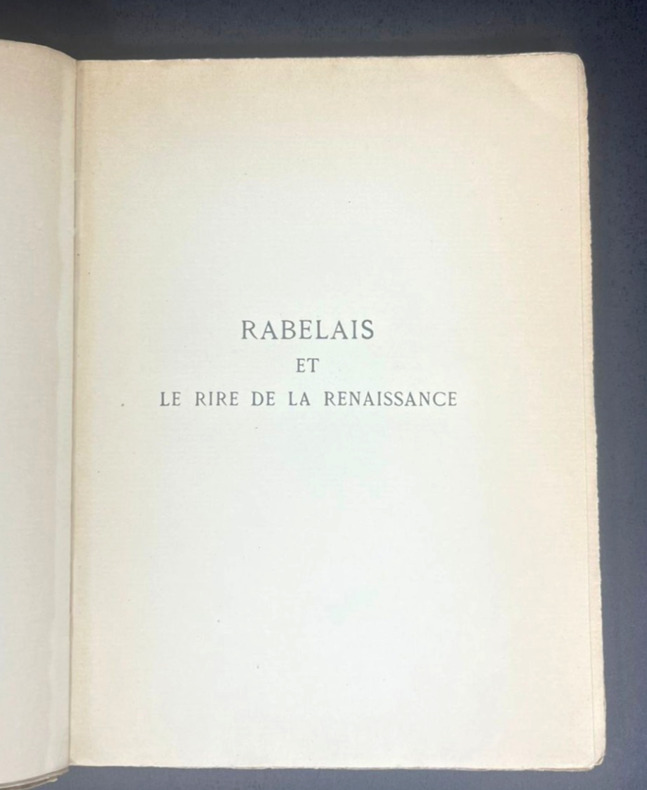 RABELAIS
ET
LE RIRE DE LA RENAISSANCE